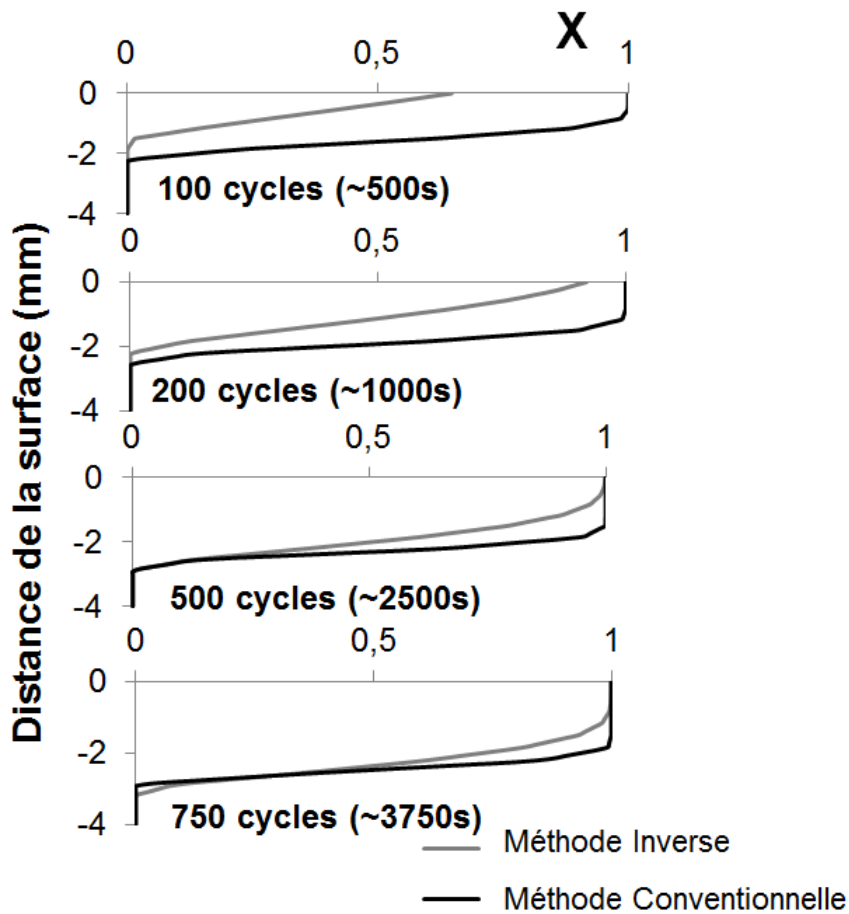 X
0 0,5 1
0
-2
-4
100 cycles (~500s)
0 0,5 1
0
-2
-4
200 cycles (~1000s)
0 0,5 1
0
-2
-4
500 cycles (~2500s)
0 0,5 1
0
-2
-4
750 cycles (~3750s)
Distance de la surface (mm)
Méthode Inverse
Méthode Conventionnelle